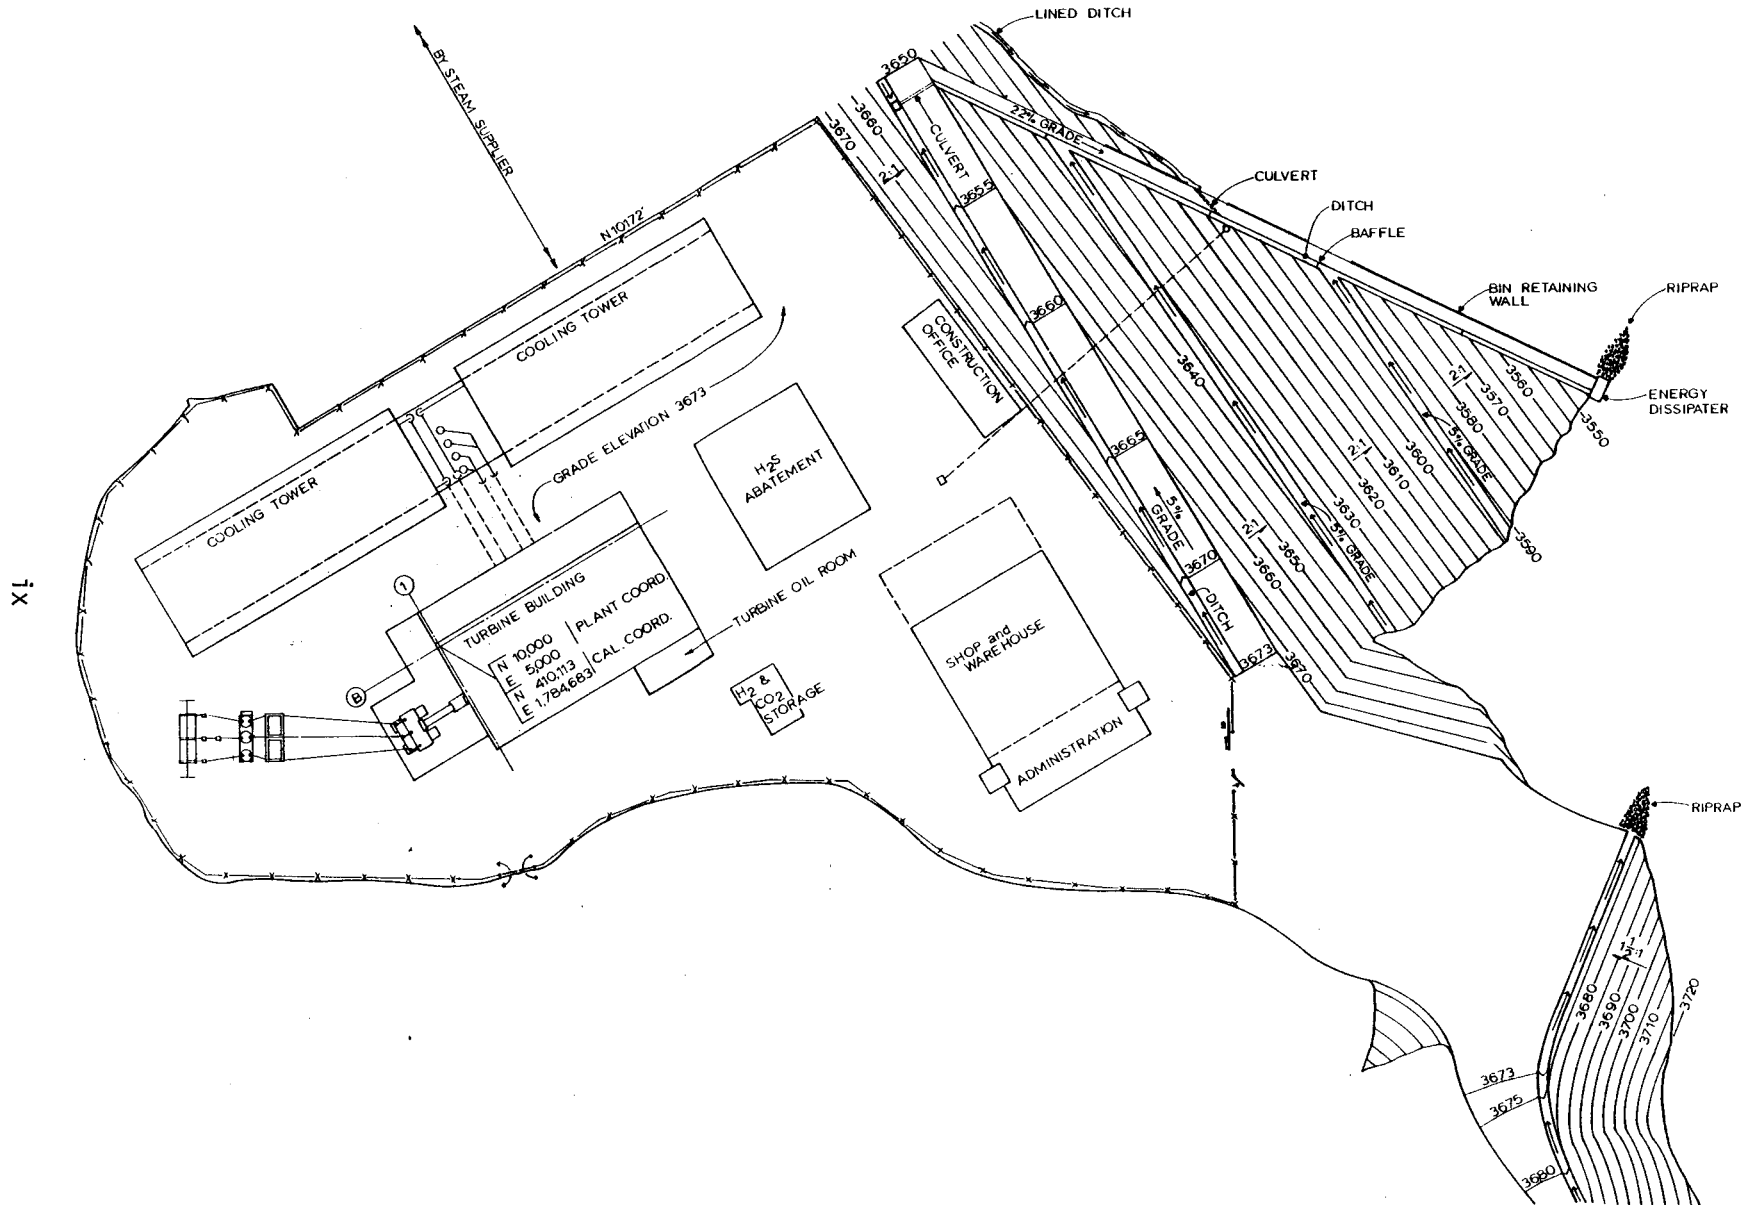 LINED DITCH
BY STEAM SUPPLIER
3650
3660
3670
2:1
CULVERT
22% GRADE
3655
CULVERT
DITCH
BAFFLE
N 10172'
BIN RETAINING
WALL
RIPRAP
3660
COOLING TOWER
CONSTRUCTION
OFFICE
3640
2:1
3560
3570
3580
3550
ENERGY
DISSIPATER
GRADE ELEVATION 3673
3665
2:1
3600
3610
3620
3630
5% GRADE
3590
H2S
ABATEMENT
COOLING TOWER
5%
GRADE
2:1
3650
3660
5% GRADE
3670
DITCH
ix
1
TURBINE BUILDING
N 10,000
E 5,000
PLANT COORD.
N 410,113
E 1,784,683
CAL. COORD.
TURBINE OIL ROOM
SHOP and
WAREHOUSE
3673
3670
B
H2 &
CO2
STORAGE
ADMINISTRATION
RIPRAP
1 1/2:1
3680
3690
3700
3710
3720
3673
3675
3680